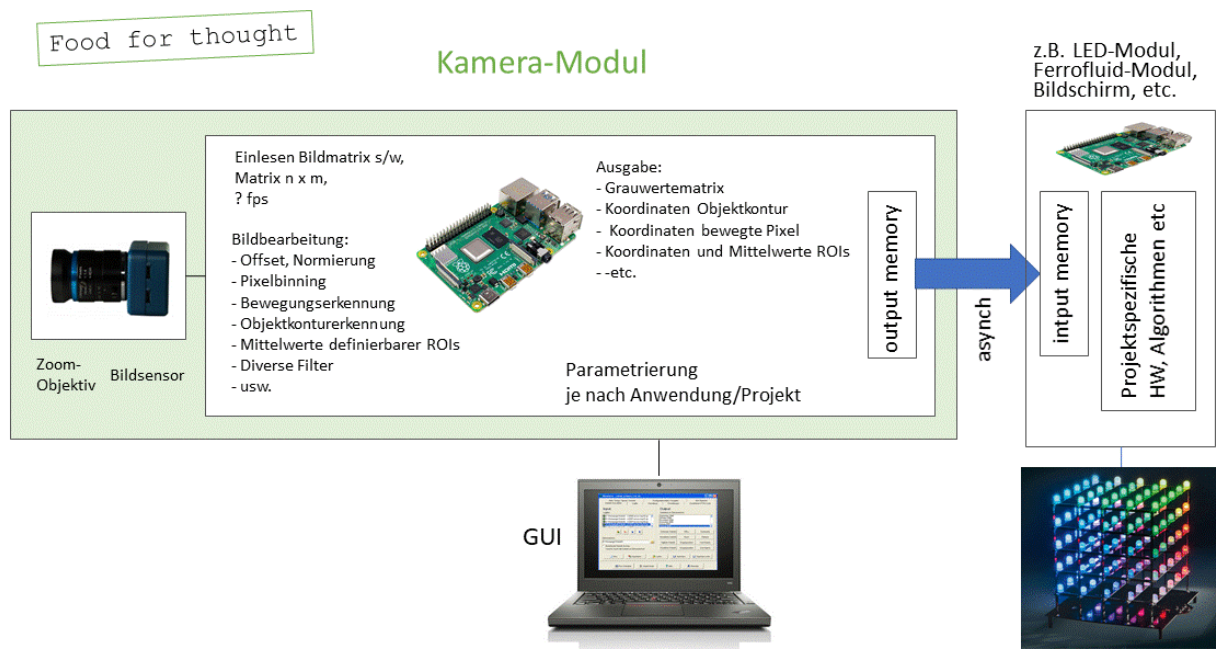 Food for thought
Kamera-Modul
z.B. LED-Modul,
Ferrofluid-Modul,
Bildschirm, etc.
Einlesen Bildmatrix s/w,
Matrix n x m,
? fps
Bildbearbeitung:
- Offset, Normierung
- Pixelbinning
- Bewegungserkennung
- Objektkonturerkennung
- Mittelwerte definierbarer ROIs
- Diverse Filter
- usw.
Ausgabe:
- Grauwertematrix
- Koordinaten Objektkontur
- Koordinaten bewegte Pixel
- Koordinaten und Mittelwerte ROIs
- -etc.
Zoom-
Objektiv
Bildsensor
Parametrierung
je nach Anwendung/Projekt
output memory
asynch
intput memory
Projektspezifische
HW, Algorithmen etc
GUI